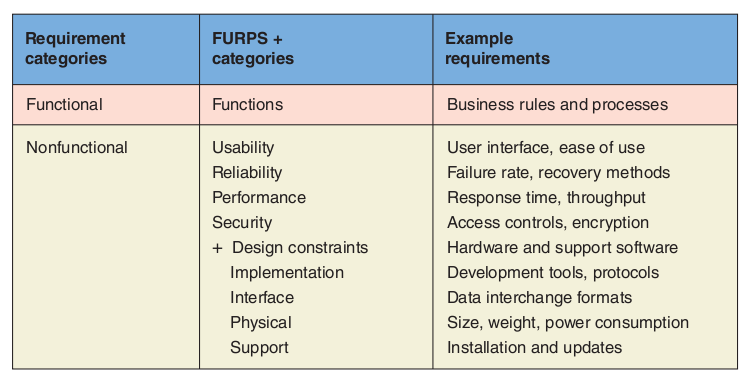 Requirement categories FURPS + categories Example requirements
Functional Functions Business rules and processes
Nonfunctional Usability User interface, ease of use
Reliability Failure rate, recovery methods
Performance Response time, throughput
Security Access controls, encryption
+ Design constraints Hardware and support software
Implementation Development tools, protocols
Interface Data interchange formats
Physical Size, weight, power consumption
Support Installation and updates